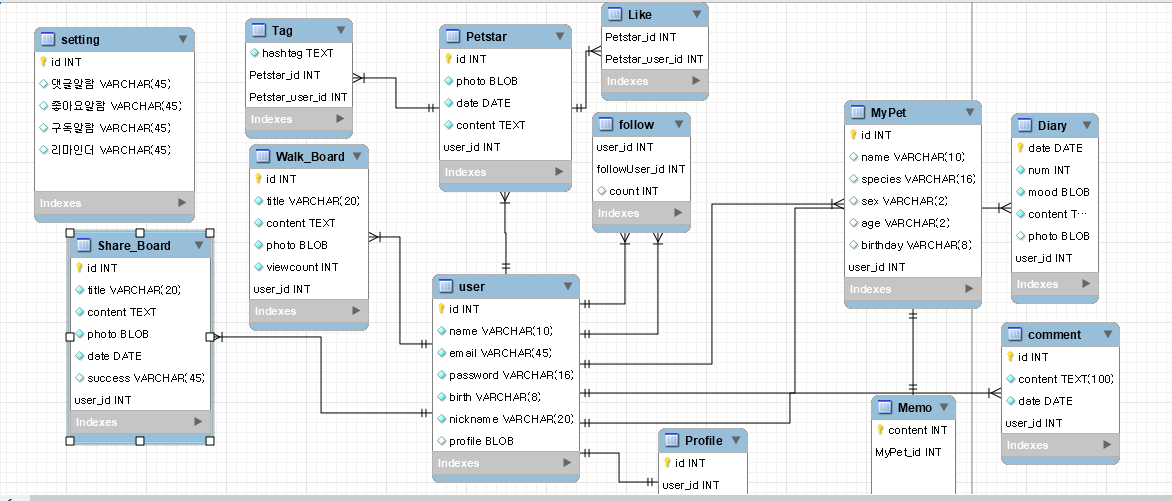 setting
id INT
댓글알람 VARCHAR(45)
좋아요알람 VARCHAR(45)
구독알람 VARCHAR(45)
리마인더 VARCHAR(45)
Indexes
Tag
hashtag TEXT
Petstar_id INT
Petstar_user_id INT
Indexes
Petstar
id INT
photo BLOB
date DATE
content TEXT
user_id INT
Indexes
Like
Petstar_id INT
Petstar_user_id INT
Indexes
follow
user_id INT
followUser_id INT
count INT
Indexes
MyPet
id INT
name VARCHAR(10)
species VARCHAR(16)
sex VARCHAR(2)
age VARCHAR(2)
birthday VARCHAR(8)
user_id INT
Indexes
Diary
date DATE
num INT
mood BLOB
content T...
photo BLOB
user_id INT
Indexes
Walk_Board
id INT
title VARCHAR(20)
content TEXT
photo BLOB
viewcount INT
user_id INT
Indexes
Share_Board
id INT
title VARCHAR(20)
content TEXT
photo BLOB
date DATE
success VARCHAR(45)
user_id INT
Indexes
user
id INT
name VARCHAR(10)
email VARCHAR(45)
password VARCHAR(16)
birth VARCHAR(8)
nickname VARCHAR(20)
profile BLOB
Indexes
comment
id INT
content TEXT(100)
date DATE
user_id INT
Indexes
Memo
content INT
MyPet_id INT
Profile
id INT
user_id INT